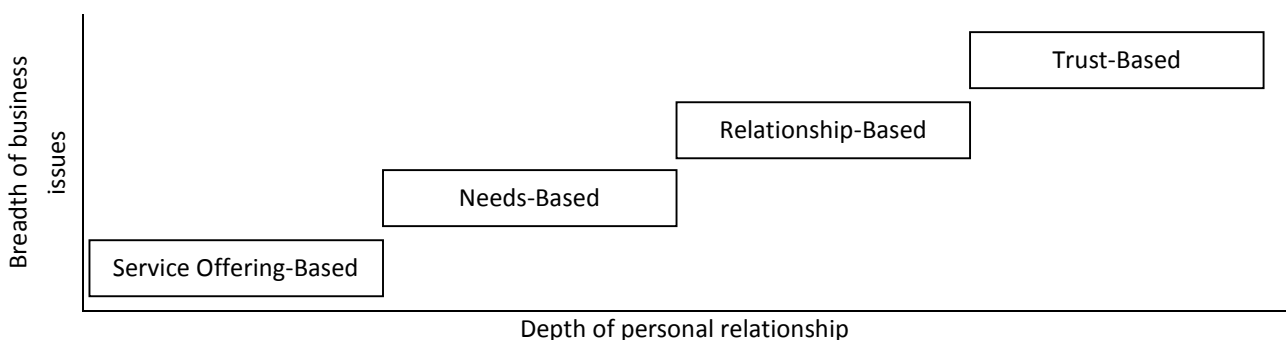 Trust-Based
Relationship-Based
Needs-Based
Service Offering-Based
Breadth of business
issues
Depth of personal relationship